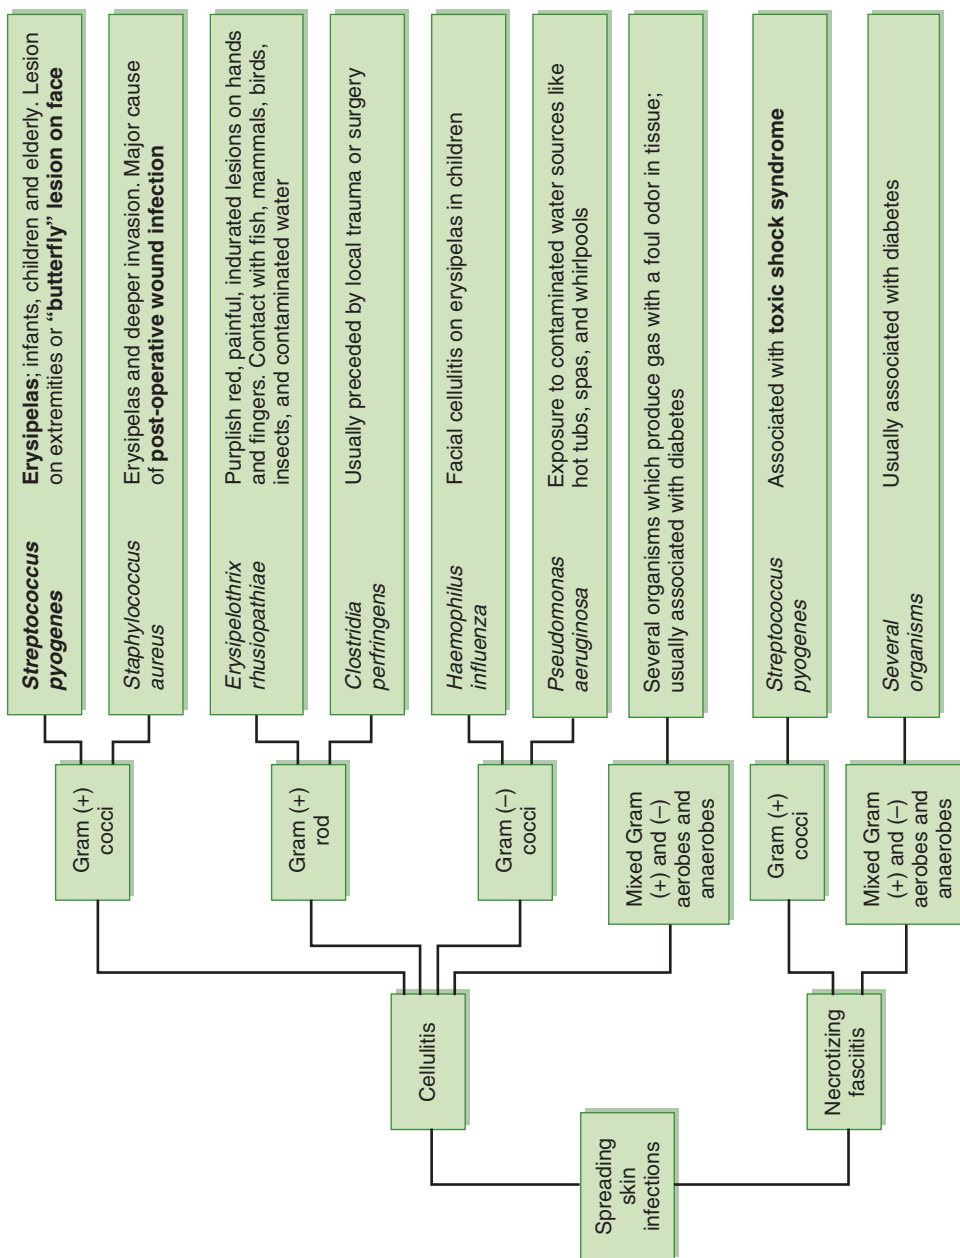 Spreading
skin
infections
Cellulitis
Gram (+)
cocci
Streptococcus
pyogenes
Erysipelas; infants, children and elderly. Lesion
on extremities or “butterfly” lesion on face
Staphylococcus
aureus
Erysipelas and deeper invasion. Major cause
of post-operative wound infection
Gram (+)
rod
Erysipelothrix
rhusiopathiae
Purplish red, painful, indurated lesions on hands
and fingers. Contact with fish, mammals, birds,
insects, and contaminated water
Clostridia
perfringens
Usually preceded by local trauma or surgery
Gram (–)
cocci
Haemophilus
influenza
Facial cellulitis on erysipelas in children
Pseudomonas
aeruginosa
Exposure to contaminated water sources like
hot tubs, spas, and whirlpools
Mixed Gram
(+) and (–)
aerobes and
anaerobes
Several organisms which produce gas with a foul odor in tissue;
usually associated with diabetes
Necrotizing
fasciitis
Gram (+)
cocci
Streptococcus
pyogenes
Associated with toxic shock syndrome
Mixed Gram
(+) and (–)
aerobes and
anaerobes
Several
organisms
Usually associated with diabetes